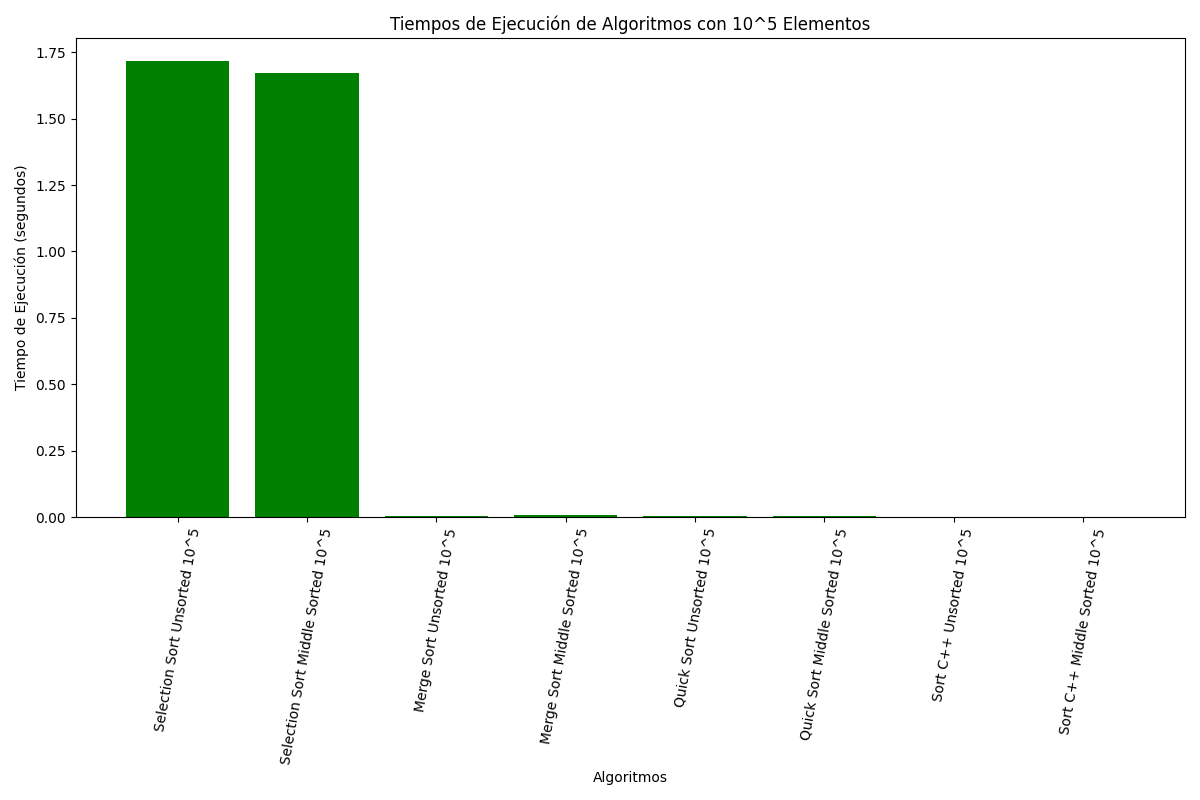 Tiempos de Ejecución de Algoritmos con 10^5 Elementos
Tiempo de Ejecución (segundos)
1.75
1.50
1.25
1.00
0.75
0.50
0.25
0.00
Selection Sort Unsorted 10^5
Selection Sort Middle Sorted 10^5
Merge Sort Unsorted 10^5
Merge Sort Middle Sorted 10^5
Quick Sort Unsorted 10^5
Quick Sort Middle Sorted 10^5
Sort C++ Unsorted 10^5
Sort C++ Middle Sorted 10^5
Algoritmos